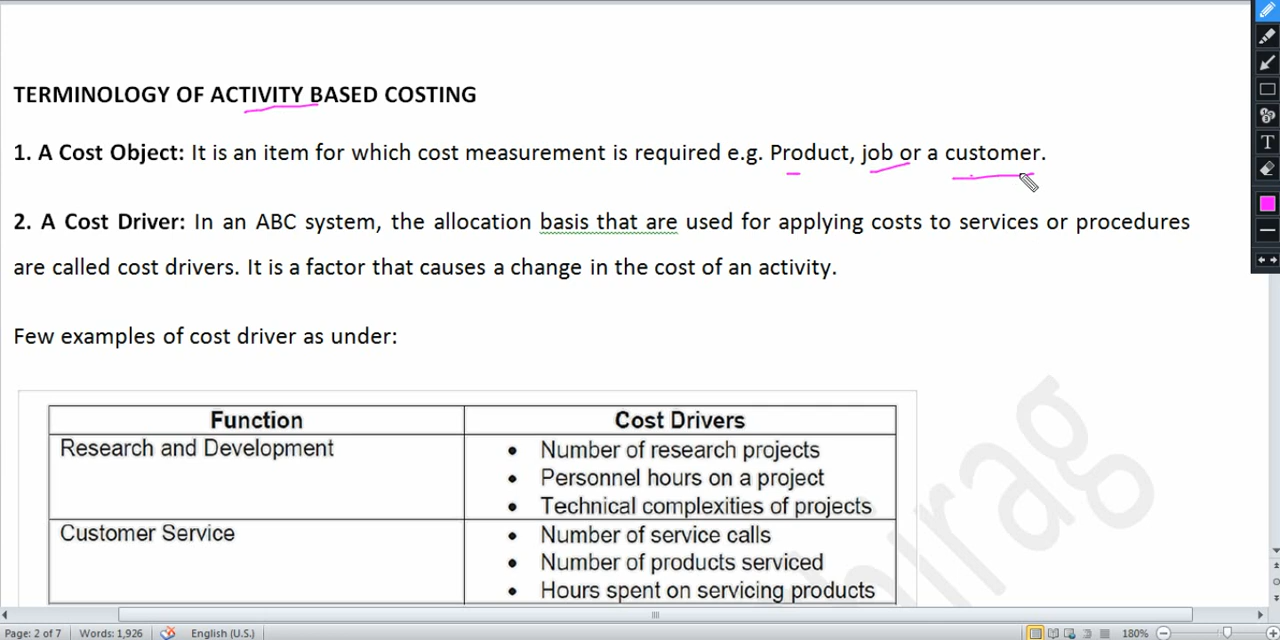 TERMINOLOGY OF ACTIVITY BASED COSTING
1. A Cost Object: It is an item for which cost measurement is required e.g. Product, job or a customer.
2. A Cost Driver: In an ABC system, the allocation basis that are used for applying costs to services or procedures
are called cost drivers. It is a factor that causes a change in the cost of an activity.
Few examples of cost driver as under:
Function Cost Drivers
Research and Development • Number of research projects
• Personnel hours on a project
• Technical complexities of projects
Customer Service • Number of service calls
• Number of products serviced
• Hours spent on servicing products
Page: 2 of 7 Words: 1,926 English (U.S.) 180%